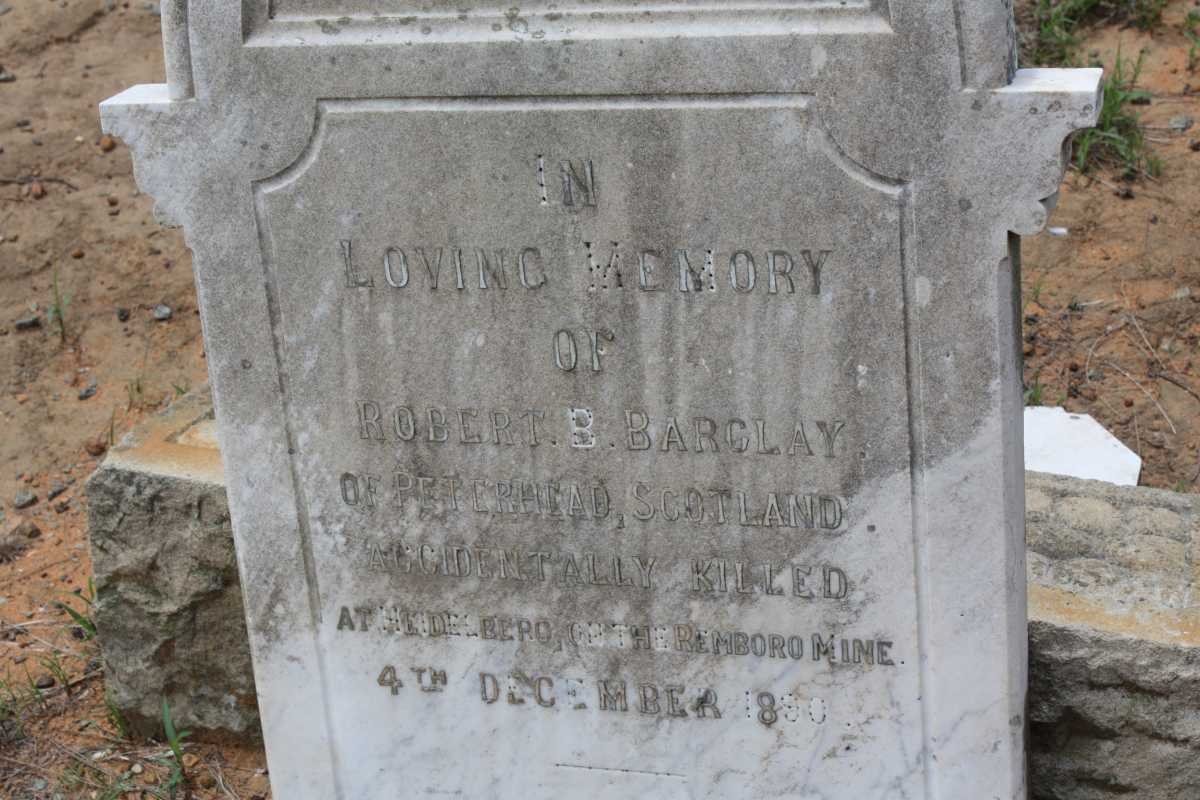 IN
LOVING MEMORY
OF
ROBERT. B. BARCLAY.
OF PETERHEAD, SCOTLAND
ACCIDENTALLY KILLED
AT HEIDELBERG, ON THE REMBORO MINE.
4TH DECEMBER 1890.